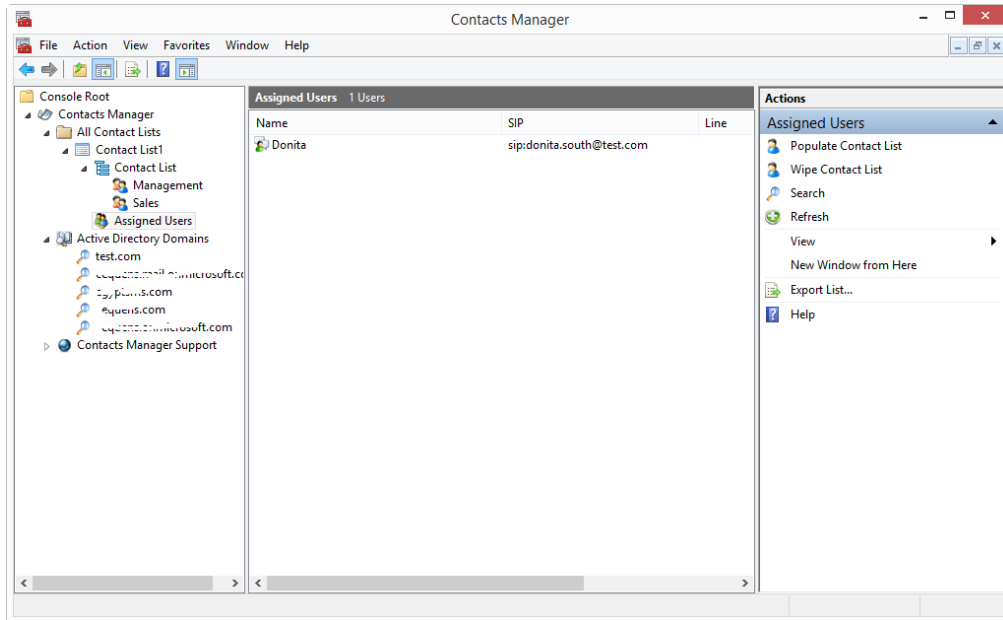 Contacts Manager
File Action View Favorites Window Help
Console Root
Contacts Manager
All Contact Lists
Contact List1
Contact List
Management
Sales
Assigned Users
Active Directory Domains
test.com
Contacts Manager Support
Assigned Users 1 Users
Name SIP Line
Donita sip:donita.south@test.com
Actions
Assigned Users
Populate Contact List
Wipe Contact List
Search
Refresh
View
New Window from Here
Export List...
Help